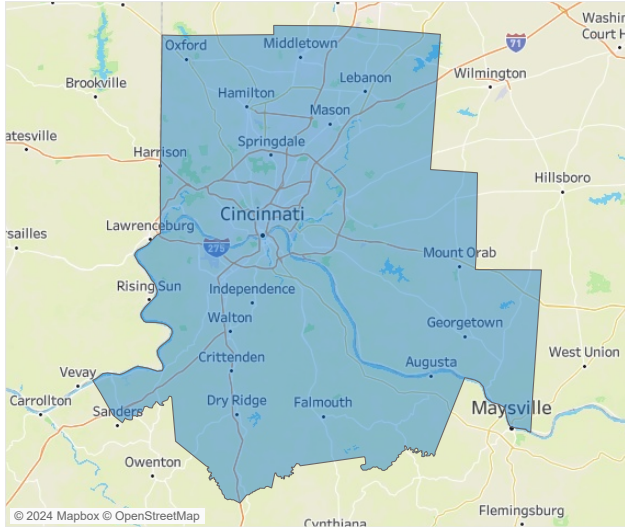 Washin
Court H
71
Oxford
Middletown
Brookville
Lebanon
Wilmington
Hamilton
Mason
atesville
Springdale
Harrison
Hillsboro
Cincinnati
Lawrenceburg
rsailles
275
Mount Orab
Rising Sun
Independence
Walton
Georgetown
Crittenden
West Union
Vevay
Augusta
Carrollton
Dry Ridge
Falmouth
Maysville
Sanders
Owenton
Flemingsburg
Cynthiana
© 2024 Mapbox © OpenStreetMap